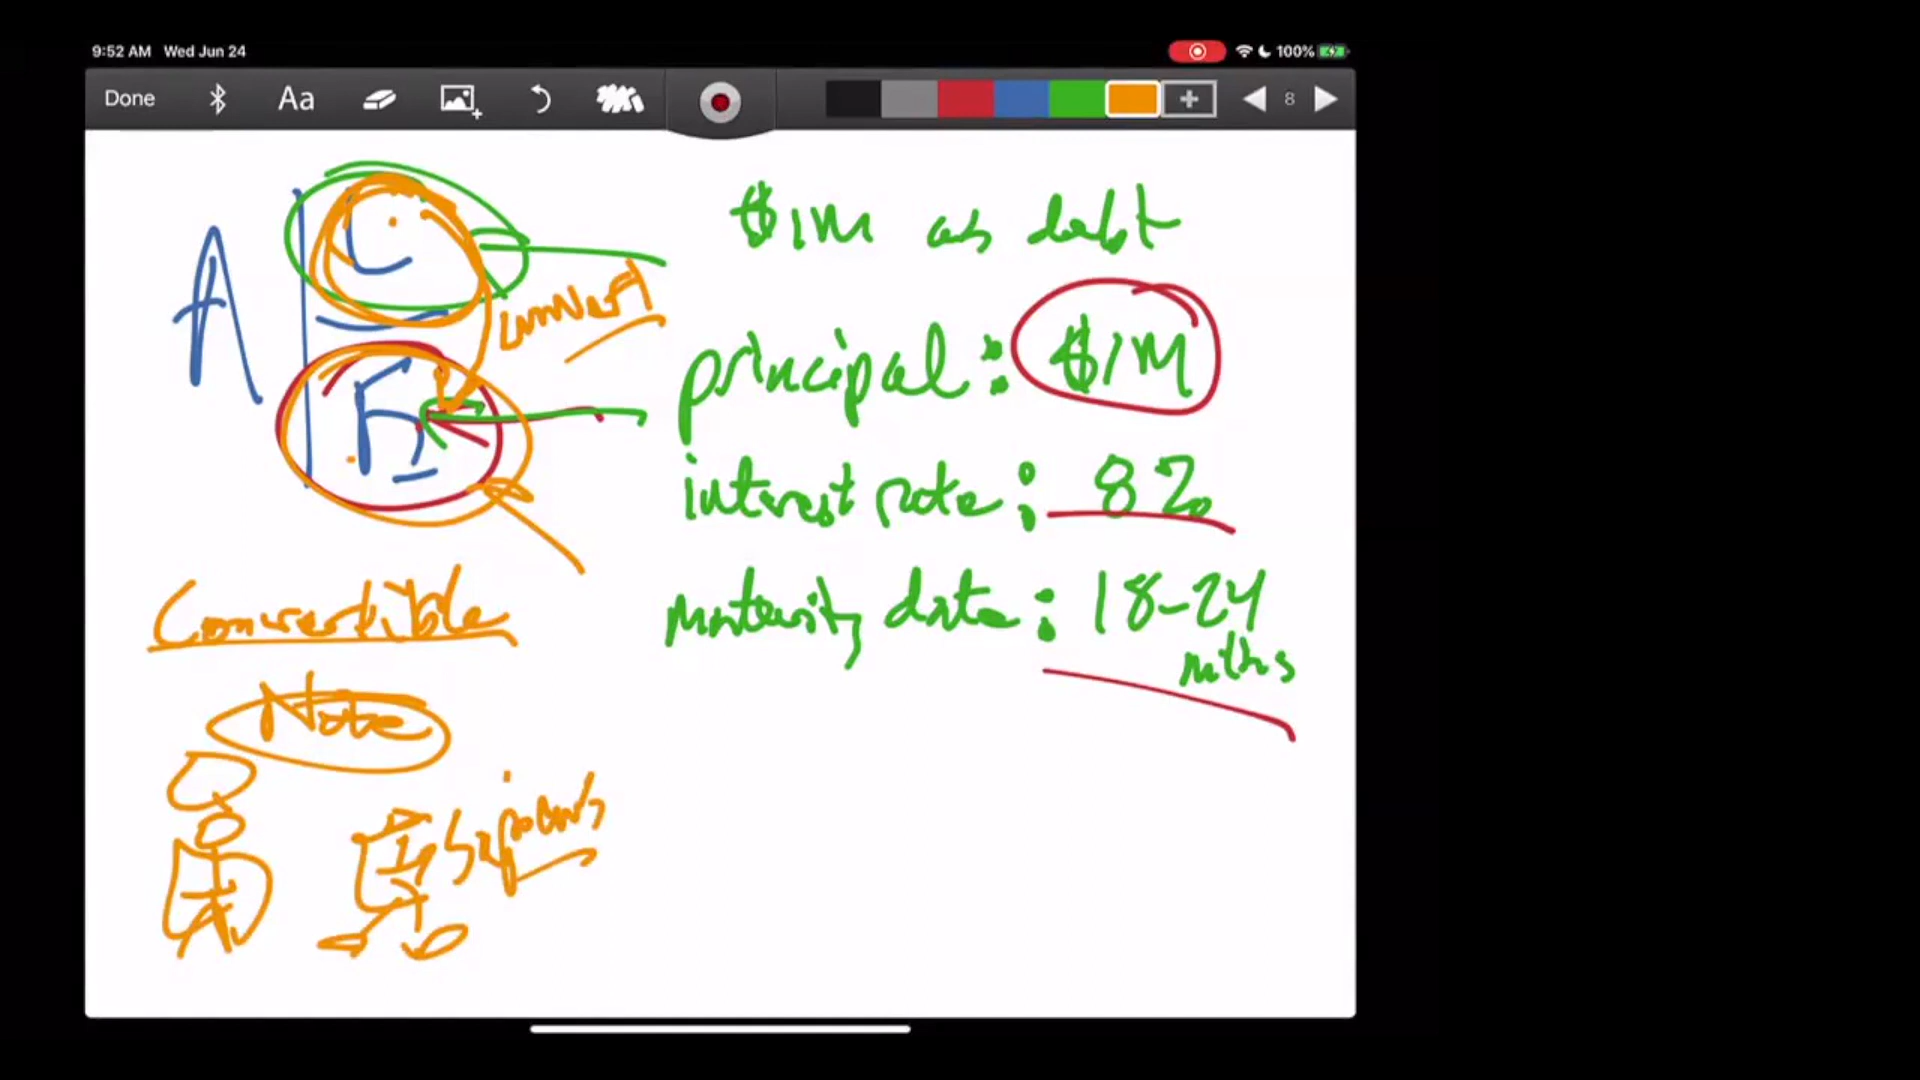 9:52 AM Wed Jun 24
100%
Done Aa 8
A
L
E
convert
$1M as debt
principal: $1M
interest rate: 8%
maturity date: 18-24
mths
Convertible
Note